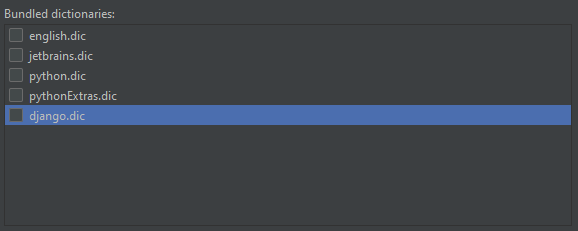 Bundled dictionaries:
english.dic
jetbrains.dic
python.dic
pythonExtras.dic
django.dic